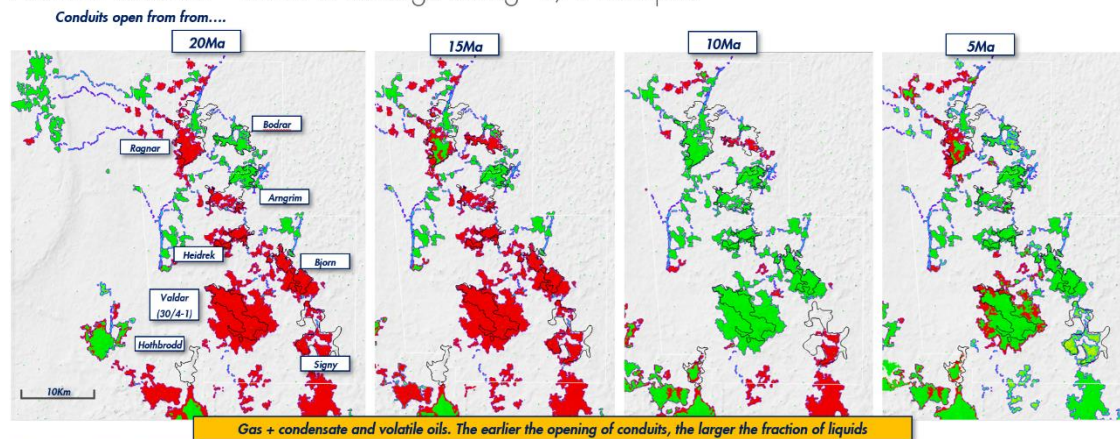 Conduits open from from....
20Ma
15Ma
10Ma
5Ma
Bodrar
Ragnar
Arngrim
Heidrek
Bjorn
Valdar
(30/4-1)
Hothbrodd
Signy
10Km
Gas + condensate and volatile oils. The earlier the opening of conduits, the larger the fraction of liquids